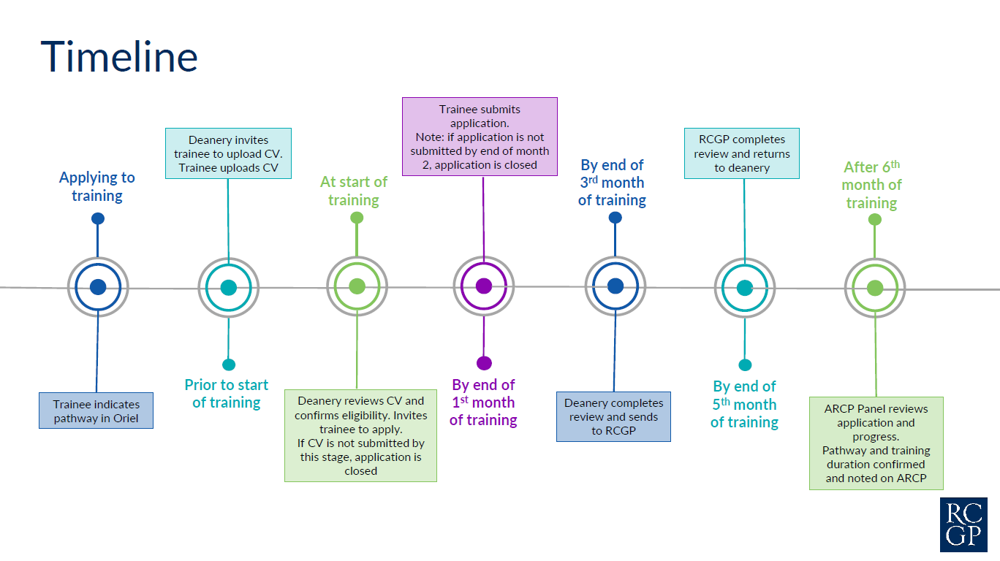 Timeline
Applying to
training
Trainee indicates
pathway in Oriel
Deanery invites
trainee to upload CV.
Trainee uploads CV
Prior to start
of training
At start of
training
Deanery reviews CV and
confirms eligibility. Invites
trainee to apply.
If CV is not submitted by
this stage, application is
closed
Trainee submits
application.
Note: if application is not
submitted by end of month
2, application is closed
By end of
1st month
of training
By end of
3rd month
of training
Deanery completes
review and sends
to RCGP
RCGP completes
review and returns
to deanery
By end of
5th month
of training
After 6th
month of
training
ARCP Panel reviews
application and
progress.
Pathway and training
duration confirmed
and noted on ARCP
RC
GP